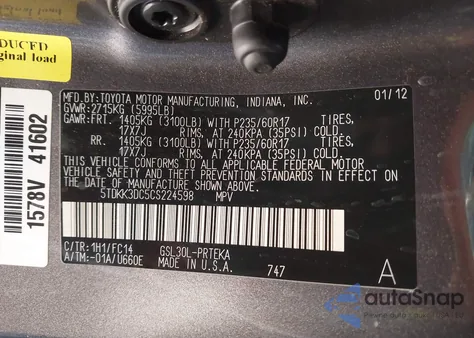 DUCED
ginal load
1578V 41602
MFD.BY:TOYOTA MOTOR MANUFACTURING, INDIANA, INC. 01/12
GVWR:2715KG (5995LB)
GAWR:FRT. 1405KG (3100LB) WITH P235/60R17 TIRES,
17X7J RIMS, AT 240KPA (35PSI) COLD.
RR. 1405KG (3100LB) WITH P235/60R17 TIRES,
17X7J RIMS, AT 240KPA (35PSI) COLD.
THIS VEHICLE CONFORMS TO ALL APPLICABLE FEDERAL MOTOR
VEHICLE SAFETY AND THEFT PREVENTION STANDARDS IN EFFECT
ON THE DATE OF MANUFACTURE SHOWN ABOVE.
5TDKK3DC5CS224598 MPV
C/TR:1H1/FC14 GSL30L-PRTEKA
A/TM:-01A/U660E MADE IN U.S.A. 747 A
autoSnap